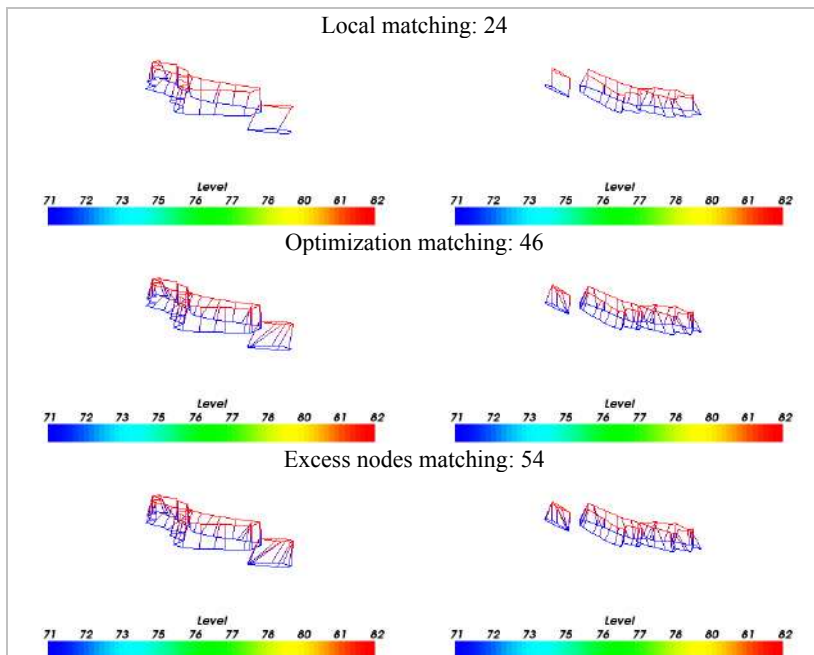 Local matching: 24
Level Level
71 72 73 75 76 77 78 80 81 82 71 72 73 75 76 77 78 80 81 82
Optimization matching: 46
Level Level
71 72 73 75 76 77 78 80 81 82 71 72 73 75 76 77 78 80 81 82
Excess nodes matching: 54
Level Level
71 72 73 75 76 77 78 80 81 82 71 72 73 75 76 77 78 80 81 82